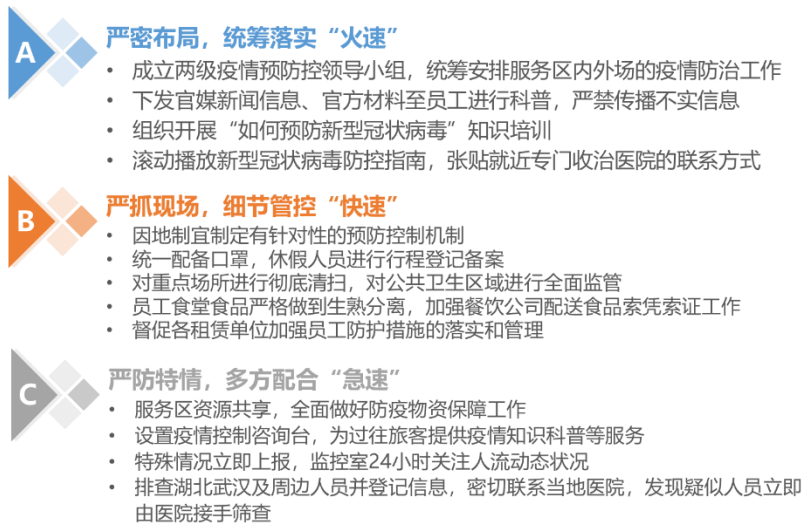 A
严密布局，统筹落实“火速”
• 成立两级疫情预防控领导小组，统筹安排服务区内外场的疫情防治工作
• 下发官媒新闻信息、官方材料至员工进行科普，严禁传播不实信息
• 组织开展“如何预防新型冠状病毒”知识培训
• 滚动播放新型冠状病毒防控指南，张贴就近专门收治医院的联系方式
B
严抓现场，细节管控“快速”
• 因地制宜制定有针对性的预防控制机制
• 统一配备口罩，休假人员进行行程登记备案
• 对重点场所进行彻底清扫，对公共卫生区域进行全面监管
• 员工食堂食品严格做到生熟分离，加强餐饮公司配送食品索凭索证工作
• 督促各租赁单位加强员工防护措施的落实和管理
C
严防特情，多方配合“急速”
• 服务区资源共享，全面做好防疫物资保障工作
• 设置疫情控制咨询台，为过往旅客提供疫情知识科普等服务
• 特殊情况立即上报，监控室24小时关注人流动态状况
• 排查湖北武汉及周边人员并登记信息，密切联系当地医院，发现疑似人员立即
由医院接手筛查